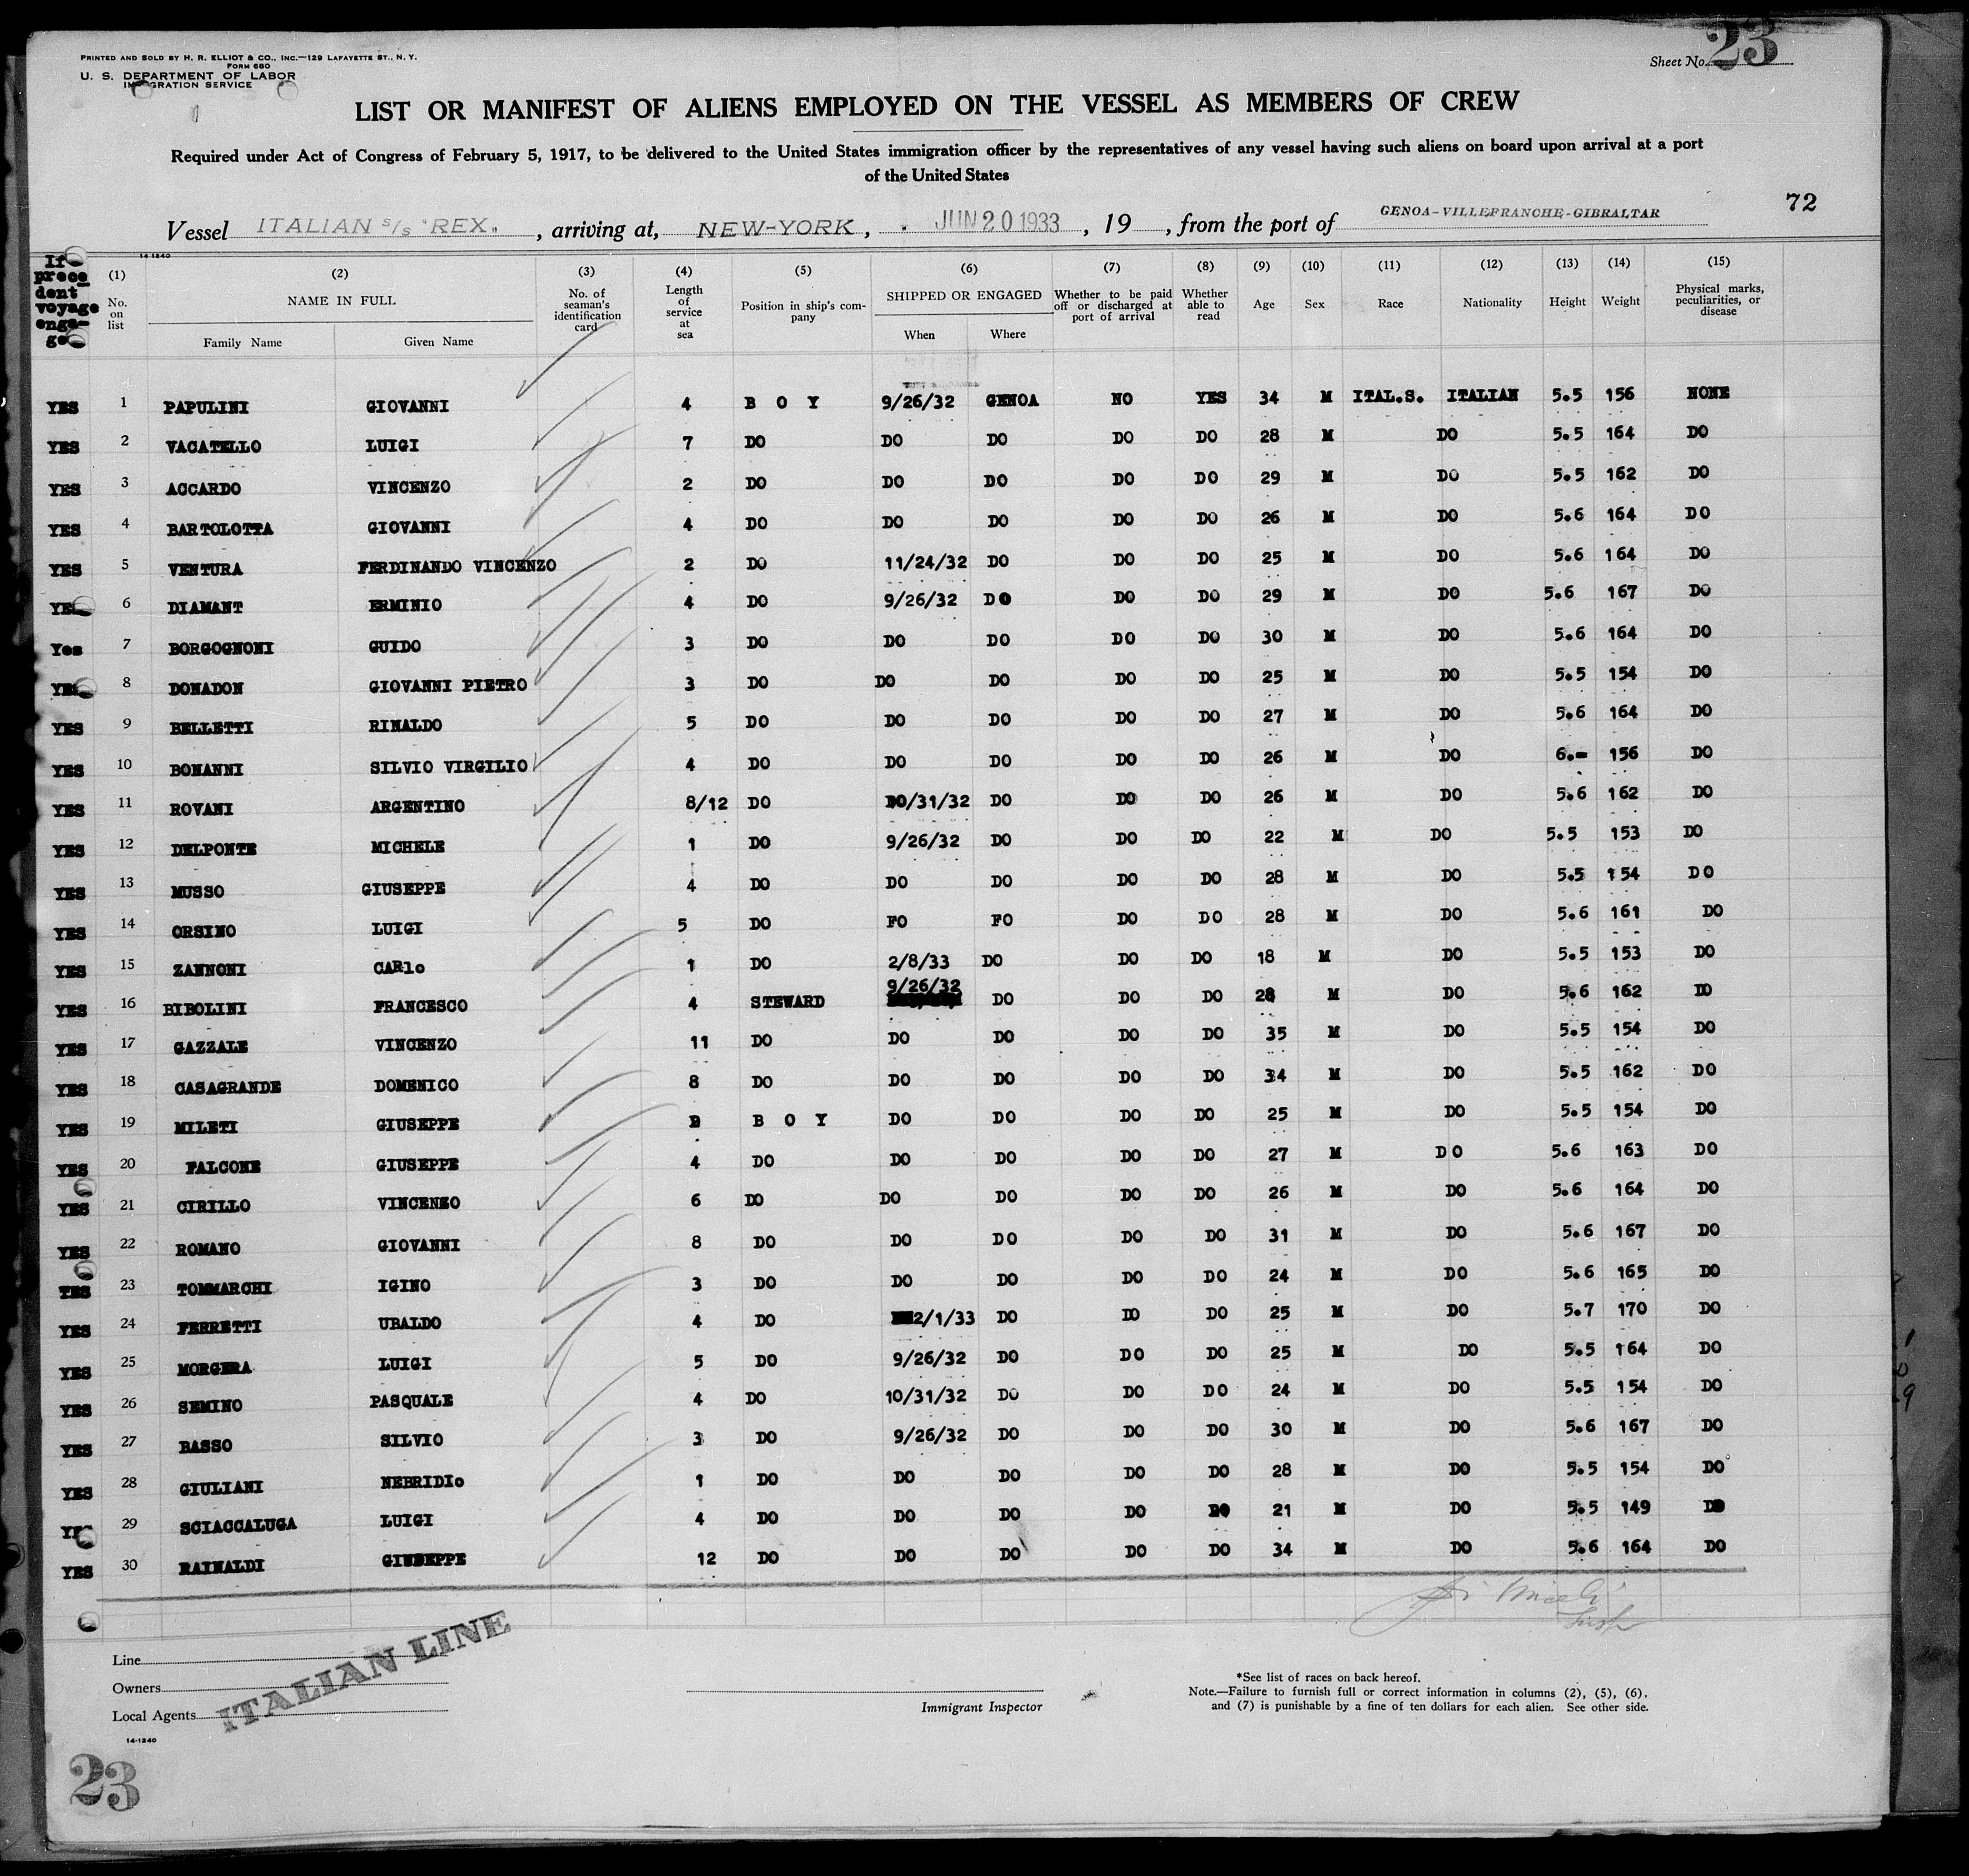 PRINTED AND SOLD BY H. R. ELLIOT & CO., INC.—129 LAFAYETTE ST., N. Y.
FORM 680
U. S. DEPARTMENT OF LABOR
IMMIGRATION SERVICE
Sheet No. 23
LIST OR MANIFEST OF ALIENS EMPLOYED ON THE VESSEL AS MEMBERS OF CREW
Required under Act of Congress of February 5, 1917, to be delivered to the United States immigration officer by the representatives of any vessel having such aliens on board upon arrival at a port
of the United States
72
Vessel ITALIAN S/S "REX", arriving at, NEW-YORK, JUN 20 1933, 19 , from the port of GENOA-VILLEFRANCHE-GIBRALTAR
14-1240
If precedent voyage engage (1) No. on list (2) NAME IN FULL Family Name Given Name (3) No. of seaman's identification card (4) Length of service at sea (5) Position in ship's company (6) SHIPPED OR ENGAGED When Where (7) Whether to be paid off or discharged at port of arrival (8) Whether able to read (9) Age (10) Sex (11) Race (12) Nationality (13) Height (14) Weight (15) Physical marks, peculiarities, or disease
YES 1 PAPULINI GIOVANNI 4 B O Y 9/26/32 GENOA NO YES 34 M ITAL.S. ITALIAN 5.5 156 NONE
YES 2 VACATELLO LUIGI 7 DO DO DO DO DO 28 M DO 5.5 164 DO
YES 3 ACCARDO VINCENZO 2 DO DO DO DO DO 29 M DO 5.5 162 DO
YES 4 BARTOLOTTA GIOVANNI 4 DO DO DO DO DO 26 M DO 5.6 164 DO
YES 5 VENTURA FERDINANDO VINCENZO 2 DO 11/24/32 DO DO DO 25 M DO 5.6 164 DO
YES 6 DIAMANT ERMINIO 4 DO 9/26/32 DO DO DO 29 M DO 5.6 167 DO
Yes 7 BORGOGNONI GUIDO 3 DO DO DO DO DO 30 M DO 5.6 164 DO
YES 8 DONADON GIOVANNI PIETRO 3 DO DO DO DO DO 25 M DO 5.5 154 DO
YES 9 BELLETTI RINALDO 5 DO DO DO DO DO 27 M DO 5.6 164 DO
YES 10 BONANNI SILVIO VIRGILIO 4 DO DO DO DO DO 26 M DO 6.- 156 DO
YES 11 ROVANI ARGENTINO 8/12 DO 10/31/32 DO DO DO 26 M DO 5.6 162 DO
YES 12 DELPONTE MICHELE 1 DO 9/26/32 DO DO DO 22 M DO 5.5 153 DO
YES 13 MUSSO GIUSEPPE 4 DO DO DO DO DO 28 M DO 5.5 154 DO
YES 14 ORSINO LUIGI 5 DO FO FO DO DO 28 M DO 5.6 161 DO
YES 15 ZANNONI CARlo 1 DO 2/8/33 DO DO DO 18 M DO 5.5 153 DO
YES 16 BIBOLINI FRANCESCO 4 STEWARD 9/26/32 DO DO DO 28 M DO 5.6 162 DO
YES 17 GAZZALE VINCENZO 11 DO DO DO DO DO 35 M DO 5.5 154 DO
YES 18 CASAGRANDE DOMENICO 8 DO DO DO DO DO 34 M DO 5.5 162 DO
YES 19 MILETI GIUSEPPE B O Y DO DO DO DO 25 M DO 5.5 154 DO
YES 20 FALCONE GIUSEPPE 4 DO DO DO DO DO 27 M DO 5.6 163 DO
YES 21 CIRILLO VINCENZO 6 DO DO DO DO DO 26 M DO 5.6 164 DO
YES 22 ROMANO GIOVANNI 8 DO DO DO DO DO 31 M DO 5.6 167 DO
YES 23 TOMMARCHI IGINO 3 DO DO DO DO DO 24 M DO 5.6 165 DO
YES 24 FERRETTI UBALDO 4 DO 2/1/33 DO DO DO 25 M DO 5.7 170 DO
YES 25 MORGERA LUIGI 5 DO 9/26/32 DO DO DO 25 M DO 5.5 164 DO
YES 26 SEMINO PASQUALE 4 DO 10/31/32 DO DO DO 24 M DO 5.5 154 DO
YES 27 BASSO SILVIO 3 DO 9/26/32 DO DO DO 30 M DO 5.6 167 DO
YES 28 GIULIANI NEBRIDIo 1 DO DO DO DO DO 28 M DO 5.5 154 DO
YES 29 SCIACCALUGA LUIGI 4 DO DO DO DO DO 21 M DO 5.5 149 DO
YES 30 RAINALDI GIUSEPPE 12 DO DO DO DO DO 34 M DO 5.6 164 DO
Line
Owners
Local Agents
ITALIAN LINE
14-1240
Immigrant Inspector
*See list of races on back hereof.
Note.—Failure to furnish full or correct information in columns (2), (5), (6),
and (7) is punishable by a fine of ten dollars for each alien. See other side.
23